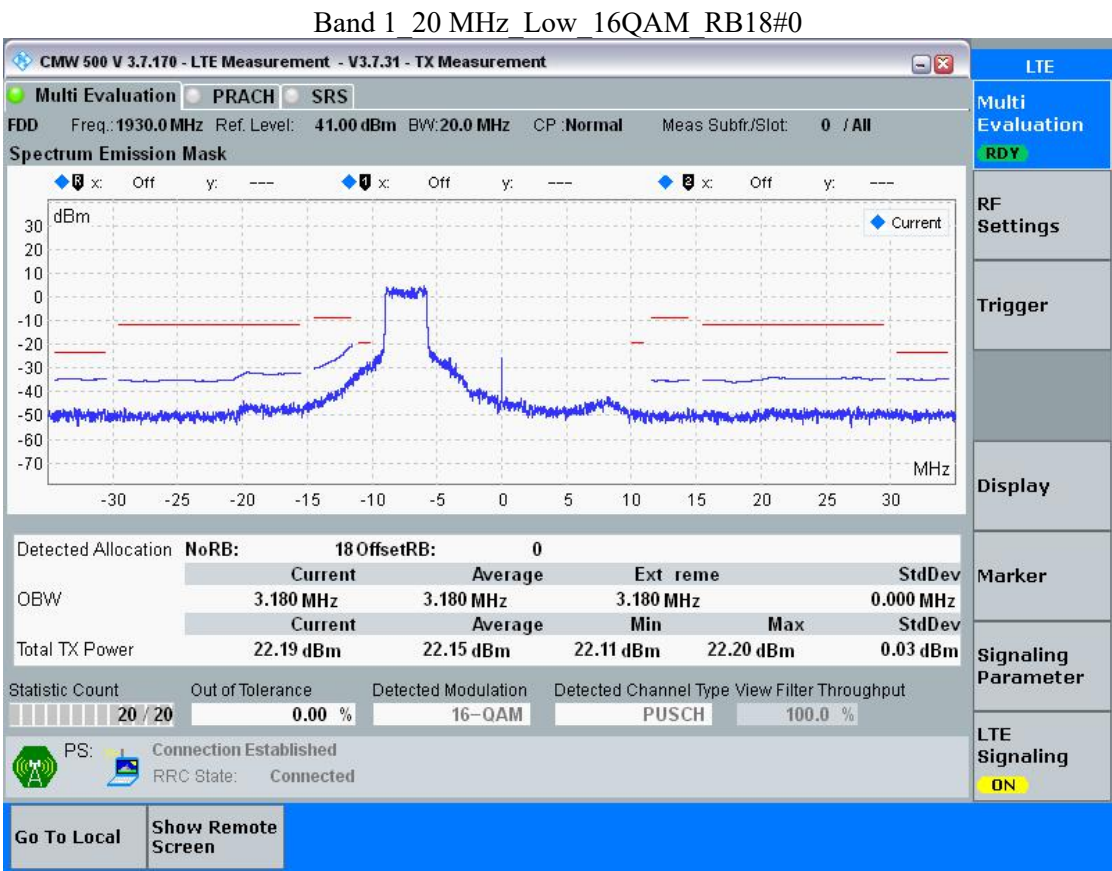 Band 1_20 MHz_Low_16QAM_RB18#0
CMW 500 V 3.7.170 - LTE Measurement - V3.7.31 - TX Measurement
LTE
Multi Evaluation PRACH SRS
Multi Evaluation
RDY
FDD Freq.: 1930.0 MHz Ref. Level: 41.00 dBm BW: 20.0 MHz CP : Normal Meas Subfr./Slot: 0 / All
Spectrum Emission Mask
R x: Off y: --- 1 x: Off y: --- 2 x: Off y: ---
dBm
Current
30
20
10
0
-10
-20
-30
-40
-50
-60
-70
MHz
-30 -25 -20 -15 -10 -5 0 5 10 15 20 25 30
RF
Settings
Trigger
Display
Marker
Signaling
Parameter
LTE
Signaling
ON
Detected Allocation NoRB: 18 OffsetRB: 0
Current Average Ext reme StdDev
OBW 3.180 MHz 3.180 MHz 3.180 MHz 0.000 MHz
Current Average Min Max StdDev
Total TX Power 22.19 dBm 22.15 dBm 22.11 dBm 22.20 dBm 0.03 dBm
Statistic Count Out of Tolerance Detected Modulation Detected Channel Type View Filter Throughput
20 / 20 0.00 % 16-QAM PUSCH 100.0 %
PS: Connection Established
RRC State: Connected
Go To Local
Show Remote
Screen